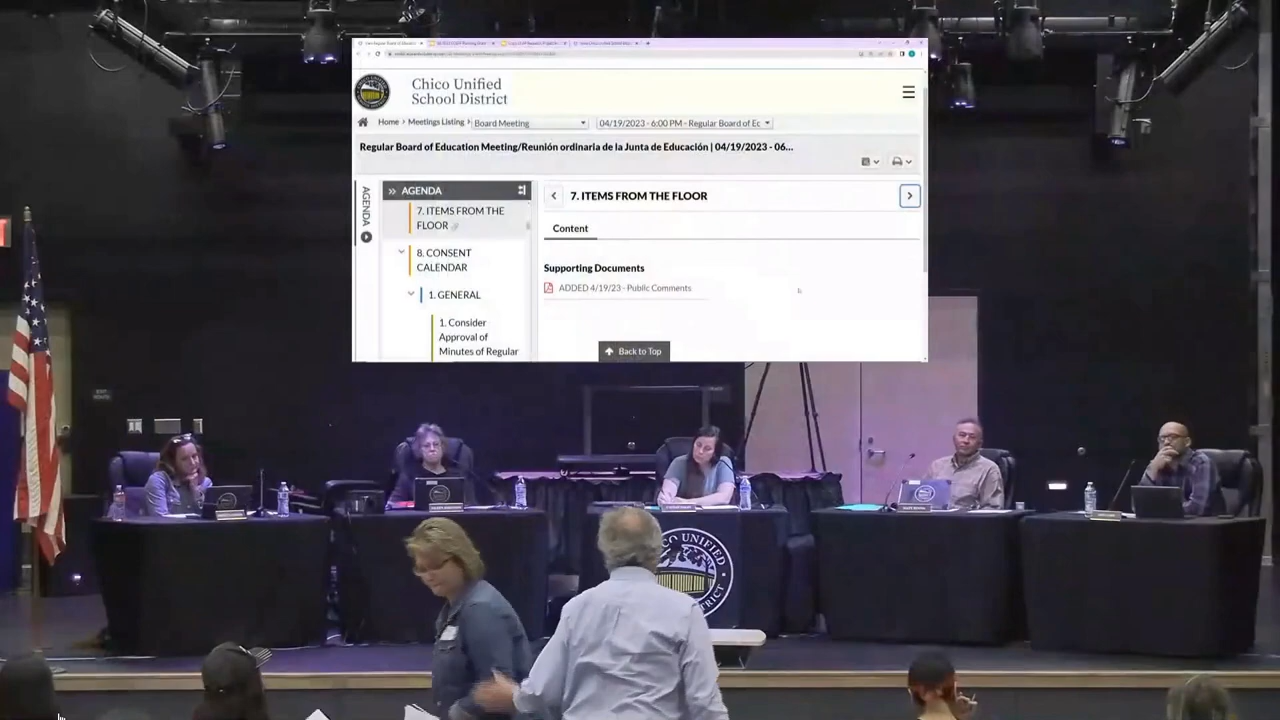 Chico Unified
School District
Home
Meetings Listing
Board Meeting
04/19/2023 - 6:00 PM - Regular Board of Ec
Regular Board of Education Meeting/Reunión ordinaria de la Junta de Educación | 04/19/2023 - 06...
AGENDA
AGENDA
7. ITEMS FROM THE
FLOOR
8. CONSENT
CALENDAR
1. GENERAL
1. Consider
Approval of
Minutes of Regular
7. ITEMS FROM THE FLOOR
Content
Supporting Documents
ADDED 4/19/23 - Public Comments
Back to Top
CHICO UNIFIED